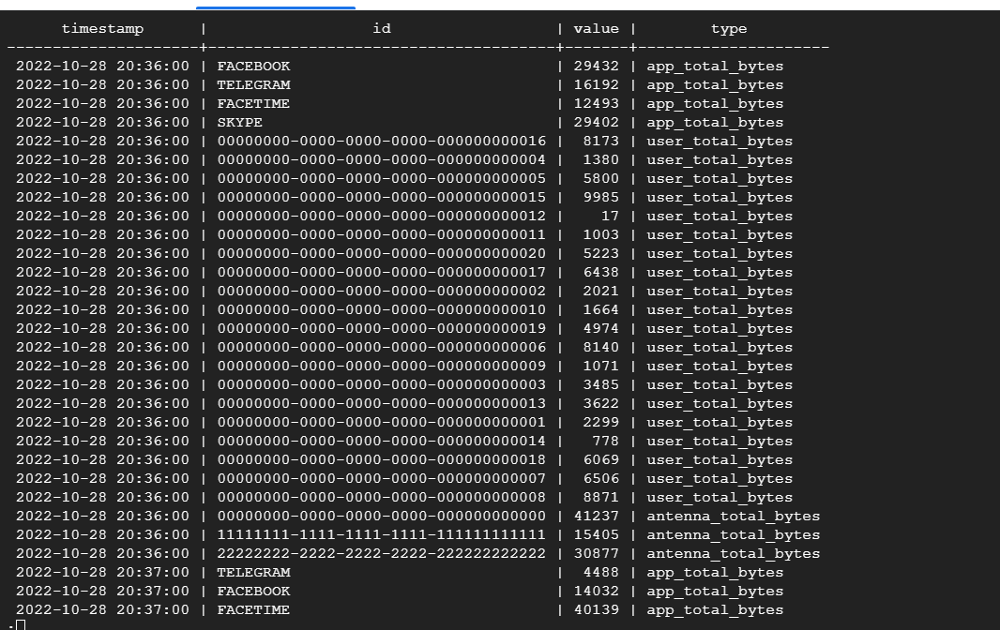 timestamp | id | value | type
---------------------+--------------------------------------+-------+---------------------
2022-10-28 20:36:00 | FACEBOOK | 29432 | app_total_bytes
2022-10-28 20:36:00 | TELEGRAM | 16192 | app_total_bytes
2022-10-28 20:36:00 | FACETIME | 12493 | app_total_bytes
2022-10-28 20:36:00 | SKYPE | 29402 | app_total_bytes
2022-10-28 20:36:00 | 00000000-0000-0000-0000-000000000016 | 8173 | user_total_bytes
2022-10-28 20:36:00 | 00000000-0000-0000-0000-000000000004 | 1380 | user_total_bytes
2022-10-28 20:36:00 | 00000000-0000-0000-0000-000000000005 | 5800 | user_total_bytes
2022-10-28 20:36:00 | 00000000-0000-0000-0000-000000000015 | 9985 | user_total_bytes
2022-10-28 20:36:00 | 00000000-0000-0000-0000-000000000012 | 17 | user_total_bytes
2022-10-28 20:36:00 | 00000000-0000-0000-0000-000000000011 | 1003 | user_total_bytes
2022-10-28 20:36:00 | 00000000-0000-0000-0000-000000000020 | 5223 | user_total_bytes
2022-10-28 20:36:00 | 00000000-0000-0000-0000-000000000017 | 6438 | user_total_bytes
2022-10-28 20:36:00 | 00000000-0000-0000-0000-000000000002 | 2021 | user_total_bytes
2022-10-28 20:36:00 | 00000000-0000-0000-0000-000000000010 | 1664 | user_total_bytes
2022-10-28 20:36:00 | 00000000-0000-0000-0000-000000000019 | 4974 | user_total_bytes
2022-10-28 20:36:00 | 00000000-0000-0000-0000-000000000006 | 8140 | user_total_bytes
2022-10-28 20:36:00 | 00000000-0000-0000-0000-000000000009 | 1071 | user_total_bytes
2022-10-28 20:36:00 | 00000000-0000-0000-0000-000000000003 | 3485 | user_total_bytes
2022-10-28 20:36:00 | 00000000-0000-0000-0000-000000000013 | 3622 | user_total_bytes
2022-10-28 20:36:00 | 00000000-0000-0000-0000-000000000001 | 2299 | user_total_bytes
2022-10-28 20:36:00 | 00000000-0000-0000-0000-000000000014 | 778 | user_total_bytes
2022-10-28 20:36:00 | 00000000-0000-0000-0000-000000000018 | 6069 | user_total_bytes
2022-10-28 20:36:00 | 00000000-0000-0000-0000-000000000007 | 6506 | user_total_bytes
2022-10-28 20:36:00 | 00000000-0000-0000-0000-000000000008 | 8871 | user_total_bytes
2022-10-28 20:36:00 | 00000000-0000-0000-0000-000000000000 | 41237 | antenna_total_bytes
2022-10-28 20:36:00 | 11111111-1111-1111-1111-111111111111 | 15405 | antenna_total_bytes
2022-10-28 20:36:00 | 22222222-2222-2222-2222-222222222222 | 30877 | antenna_total_bytes
2022-10-28 20:37:00 | TELEGRAM | 4488 | app_total_bytes
2022-10-28 20:37:00 | FACEBOOK | 14032 | app_total_bytes
2022-10-28 20:37:00 | FACETIME | 40139 | app_total_bytes